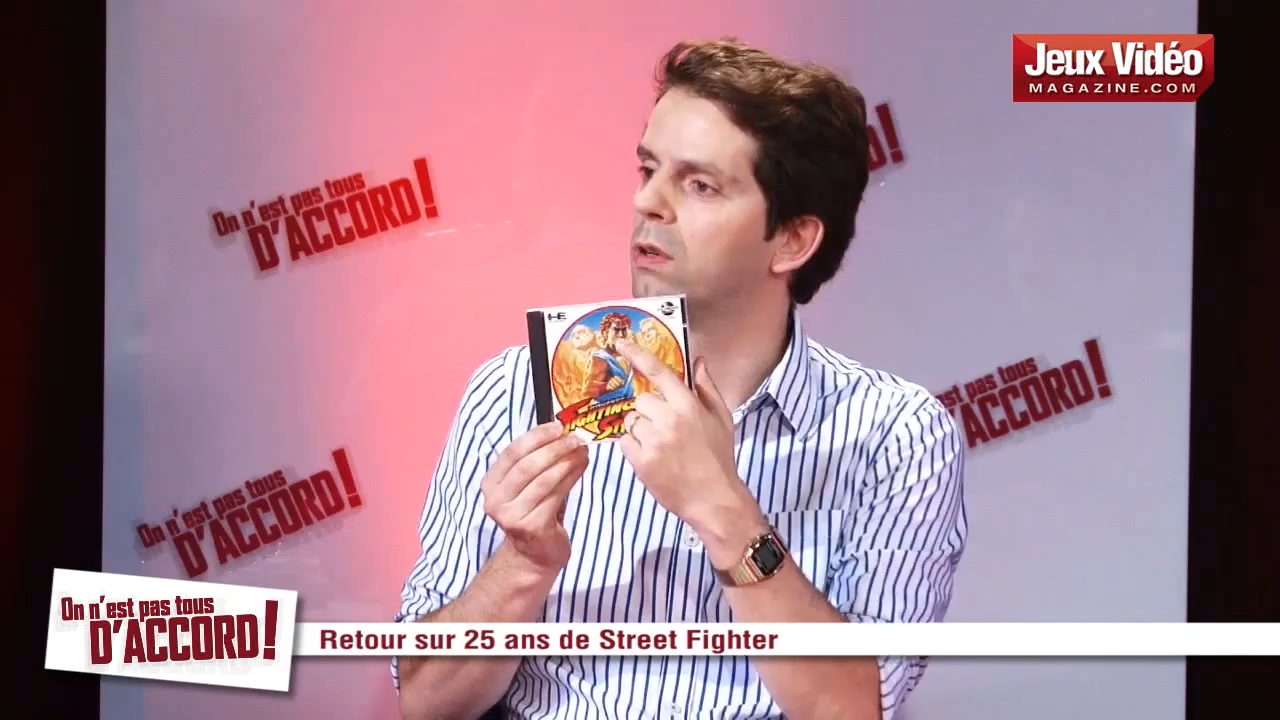 Jeux Vidéo
MAGAZINE.COM
On n'est pas tous
D'ACCORD!
On n'est pas tous
D'ACCORD!
FIGHTING
On n'est pas tous
D'ACCORD!
On n'est pas tous
D'ACCORD!
Retour sur 25 ans de Street Fighter